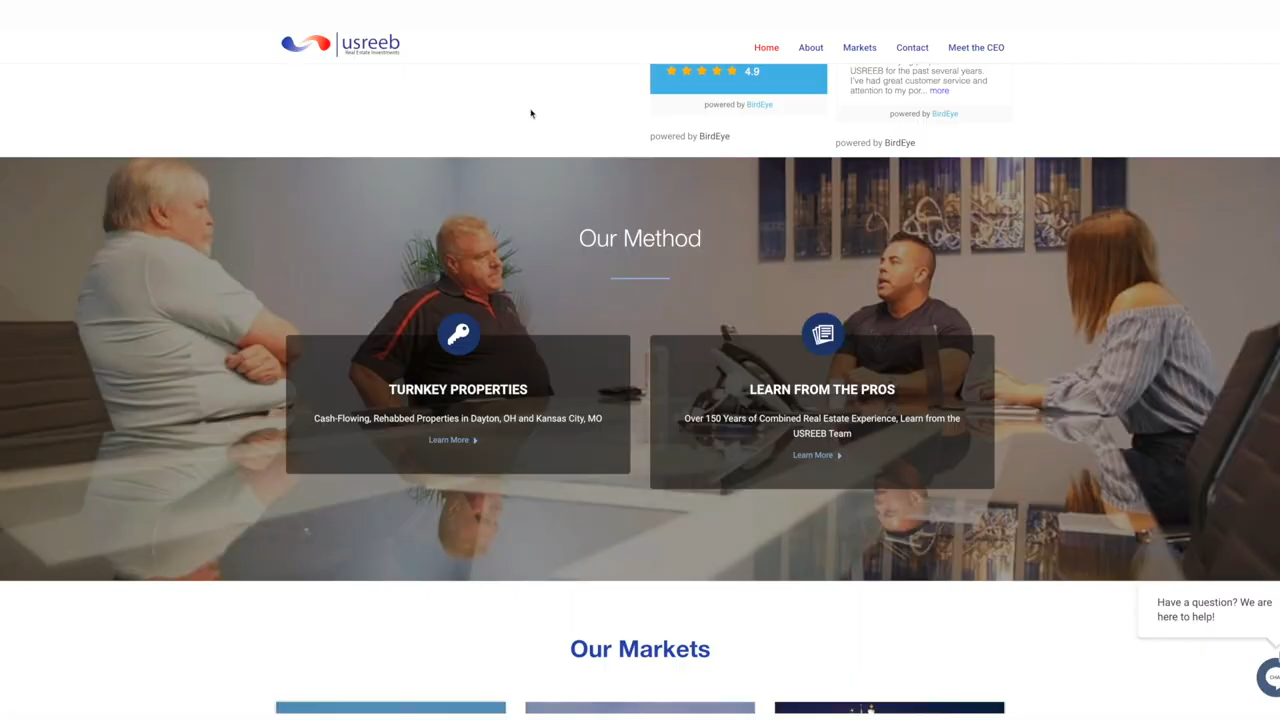 usreeb
Real Estate Investments
Home
About
Markets
Contact
Meet the CEO
4.9
powered by BirdEye
powered by BirdEye
USREEB for the past several years.
I've had great customer service and
attention to my por... more
powered by BirdEye
powered by BirdEye
Our Method
TURNKEY PROPERTIES
Cash-Flowing, Rehabbed Properties in Dayton, OH and Kansas City, MO
Learn More
LEARN FROM THE PROS
Over 150 Years of Combined Real Estate Experience, Learn from the
USREEB Team
Learn More
Our Markets
Have a question? We are
here to help!